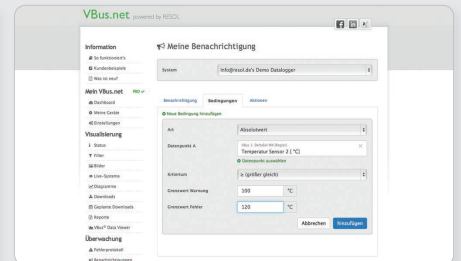 VBus.net powered by RESOL
Information
So funktioniert's
Kundenbeispiele
Was ist neu?
Mein VBus.net PRO
Dashboard
Meine Geräte
Einstellungen
Visualisierung
Status
Filter
Bilder
Live-Systeme
Diagramme
Downloads
Geplante Downloads
Reports
VBus® Data Viewer
Überwachung
Fehlerprotokoll
Benachrichtigungen
Meine Benachrichtigung
System
info@resol.de's Demo Datalogger
Benachrichtigung Bedingungen Aktionen
Neue Bedingung hinzufügen
Art
Absolutwert
Datenpunkt A
Temperatur Sensor 2 ( °C)
Datenpunkt auswählen
Kriterium
≥ (größer gleich)
Grenzwert Warnung
100 °C
Grenzwert Fehler
120 °C
Abbrechen Hinzufügen